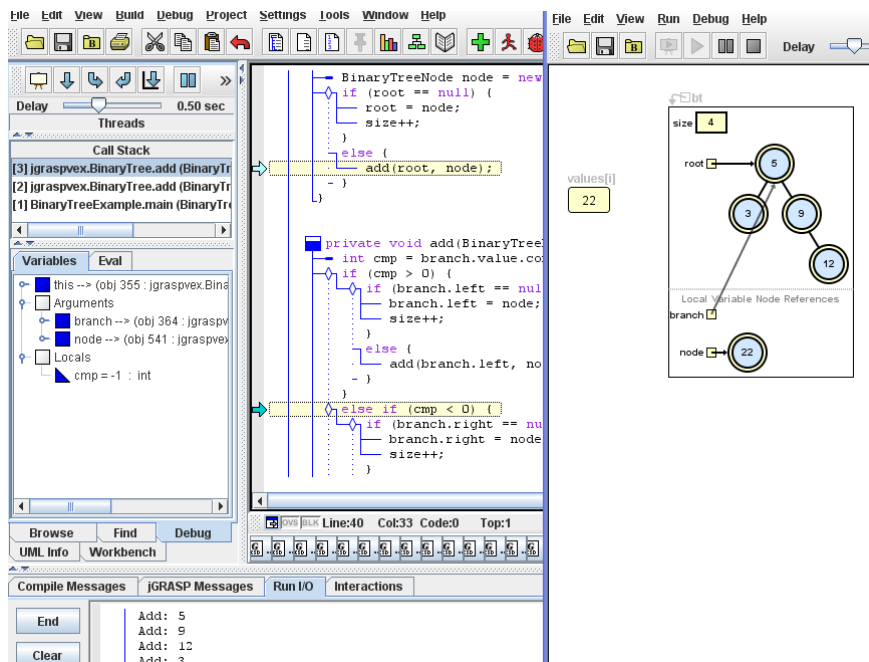 File Edit View Build Debug Project Settings Tools Window Help
Delay 0.50 sec
Threads
Call Stack
[3] jgraspvex.BinaryTree.add (BinaryTr
[2] jgraspvex.BinaryTree.add (BinaryTr
[1] BinaryTreeExample.main (BinaryTre
Variables Eval
this --> (obj 355 : jgraspvex.Bina
Arguments
branch --> (obj 364 : jgraspv
node --> (obj 541 : jgraspvex
Locals
cmp = -1 : int
Browse Find Debug
UML Info Workbench
BinaryTreeNode node = new
if (root == null) {
root = node;
size++;
}
else {
add(root, node);
}
}
private void add(BinaryTreeN
int cmp = branch.value.com
if (cmp > 0) {
if (branch.left == nul
branch.left = node;
size++;
}
else {
add(branch.left, no
}
}
else if (cmp < 0) {
if (branch.right == nu
branch.right = node
size++;
}
OVS BLK Line:40 Col:33 Code:0 Top:1
Compile Messages jGRASP Messages Run I/O Interactions
End
Clear
Add: 5
Add: 9
Add: 12
Add: 3
File Edit View Run Debug Help
Delay
values[i]
22
bt
size 4
root
5
3
9
12
Local Variable Node References
branch
node
22